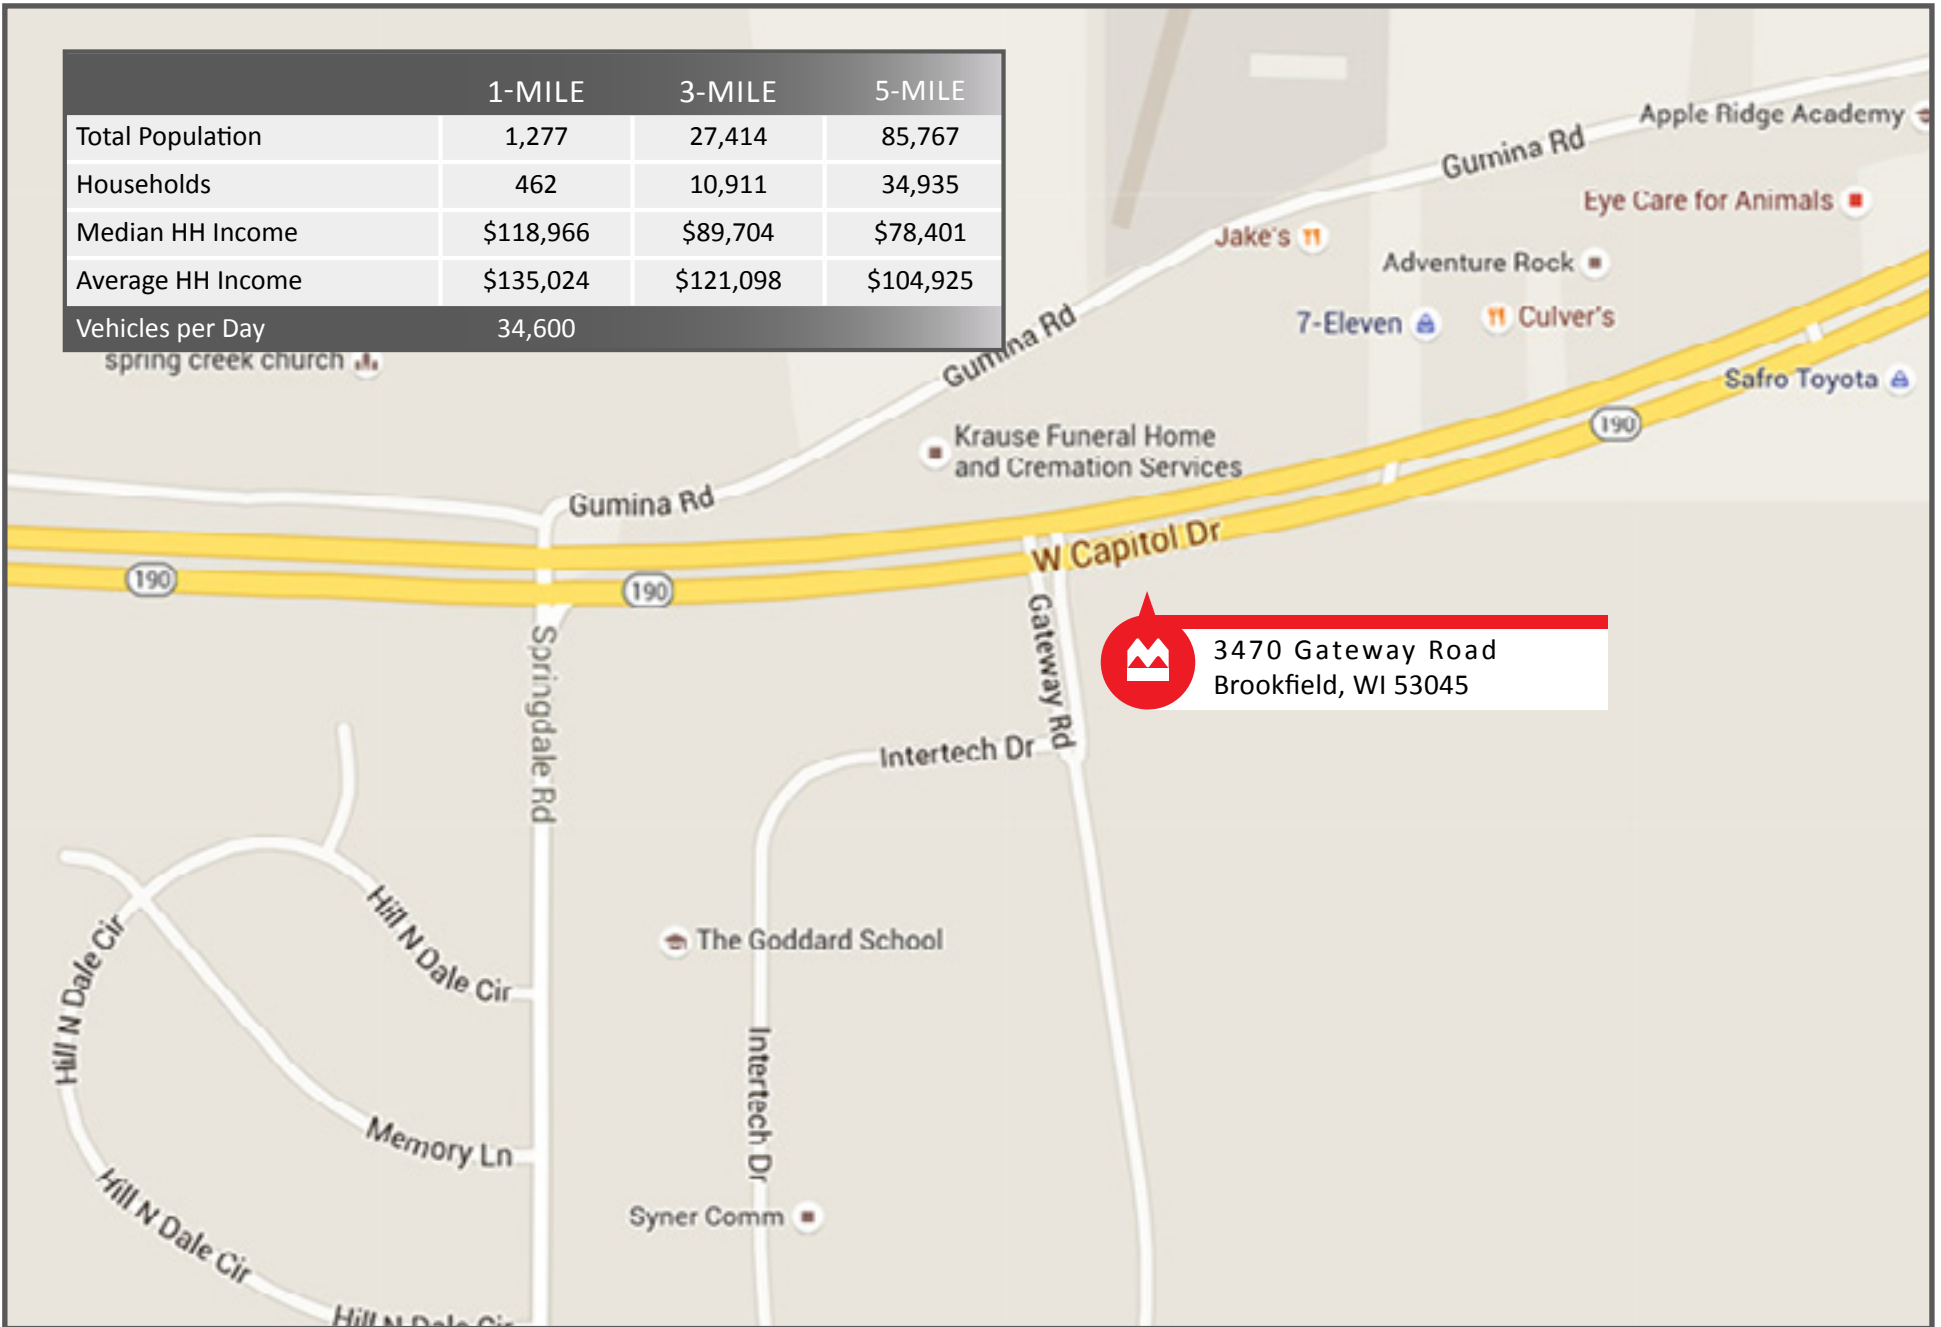 1-MILE 3-MILE 5-MILE
Total Population 1,277 27,414 85,767
Households 462 10,911 34,935
Median HH Income $118,966 $89,704 $78,401
Average HH Income $135,024 $121,098 $104,925
Vehicles per Day 34,600
spring creek church
Apple Ridge Academy
Gumina Rd
Eye Care for Animals
Jake's
Adventure Rock
7-Eleven
Culver's
Gumina Rd
Safro Toyota
190
Krause Funeral Home
and Cremation Services
Gumina Rd
W Capitol Dr
190
190
Gateway Rd
3470 Gateway Road
Brookfield, WI 53045
Springdale Rd
Intertech Dr
Hill N Dale Cir
Hill N Dale Cir
The Goddard School
Intertech Dr
Memory Ln
Hill N Dale Cir
Syner Comm
Hill N Dale Cir